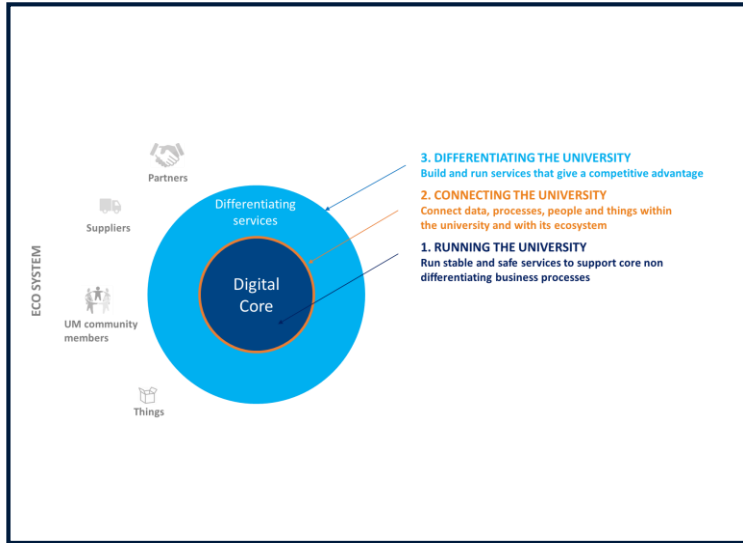 ECO SYSTEM
Partners
Suppliers
UM community
members
Things
Differentiating
services
Digital
Core
3. DIFFERENTIATING THE UNIVERSITY
Build and run services that give a competitive advantage
2. CONNECTING THE UNIVERSITY
Connect data, processes, people and things within
the university and with its ecosystem
1. RUNNING THE UNIVERSITY
Run stable and safe services to support core non
differentiating business processes